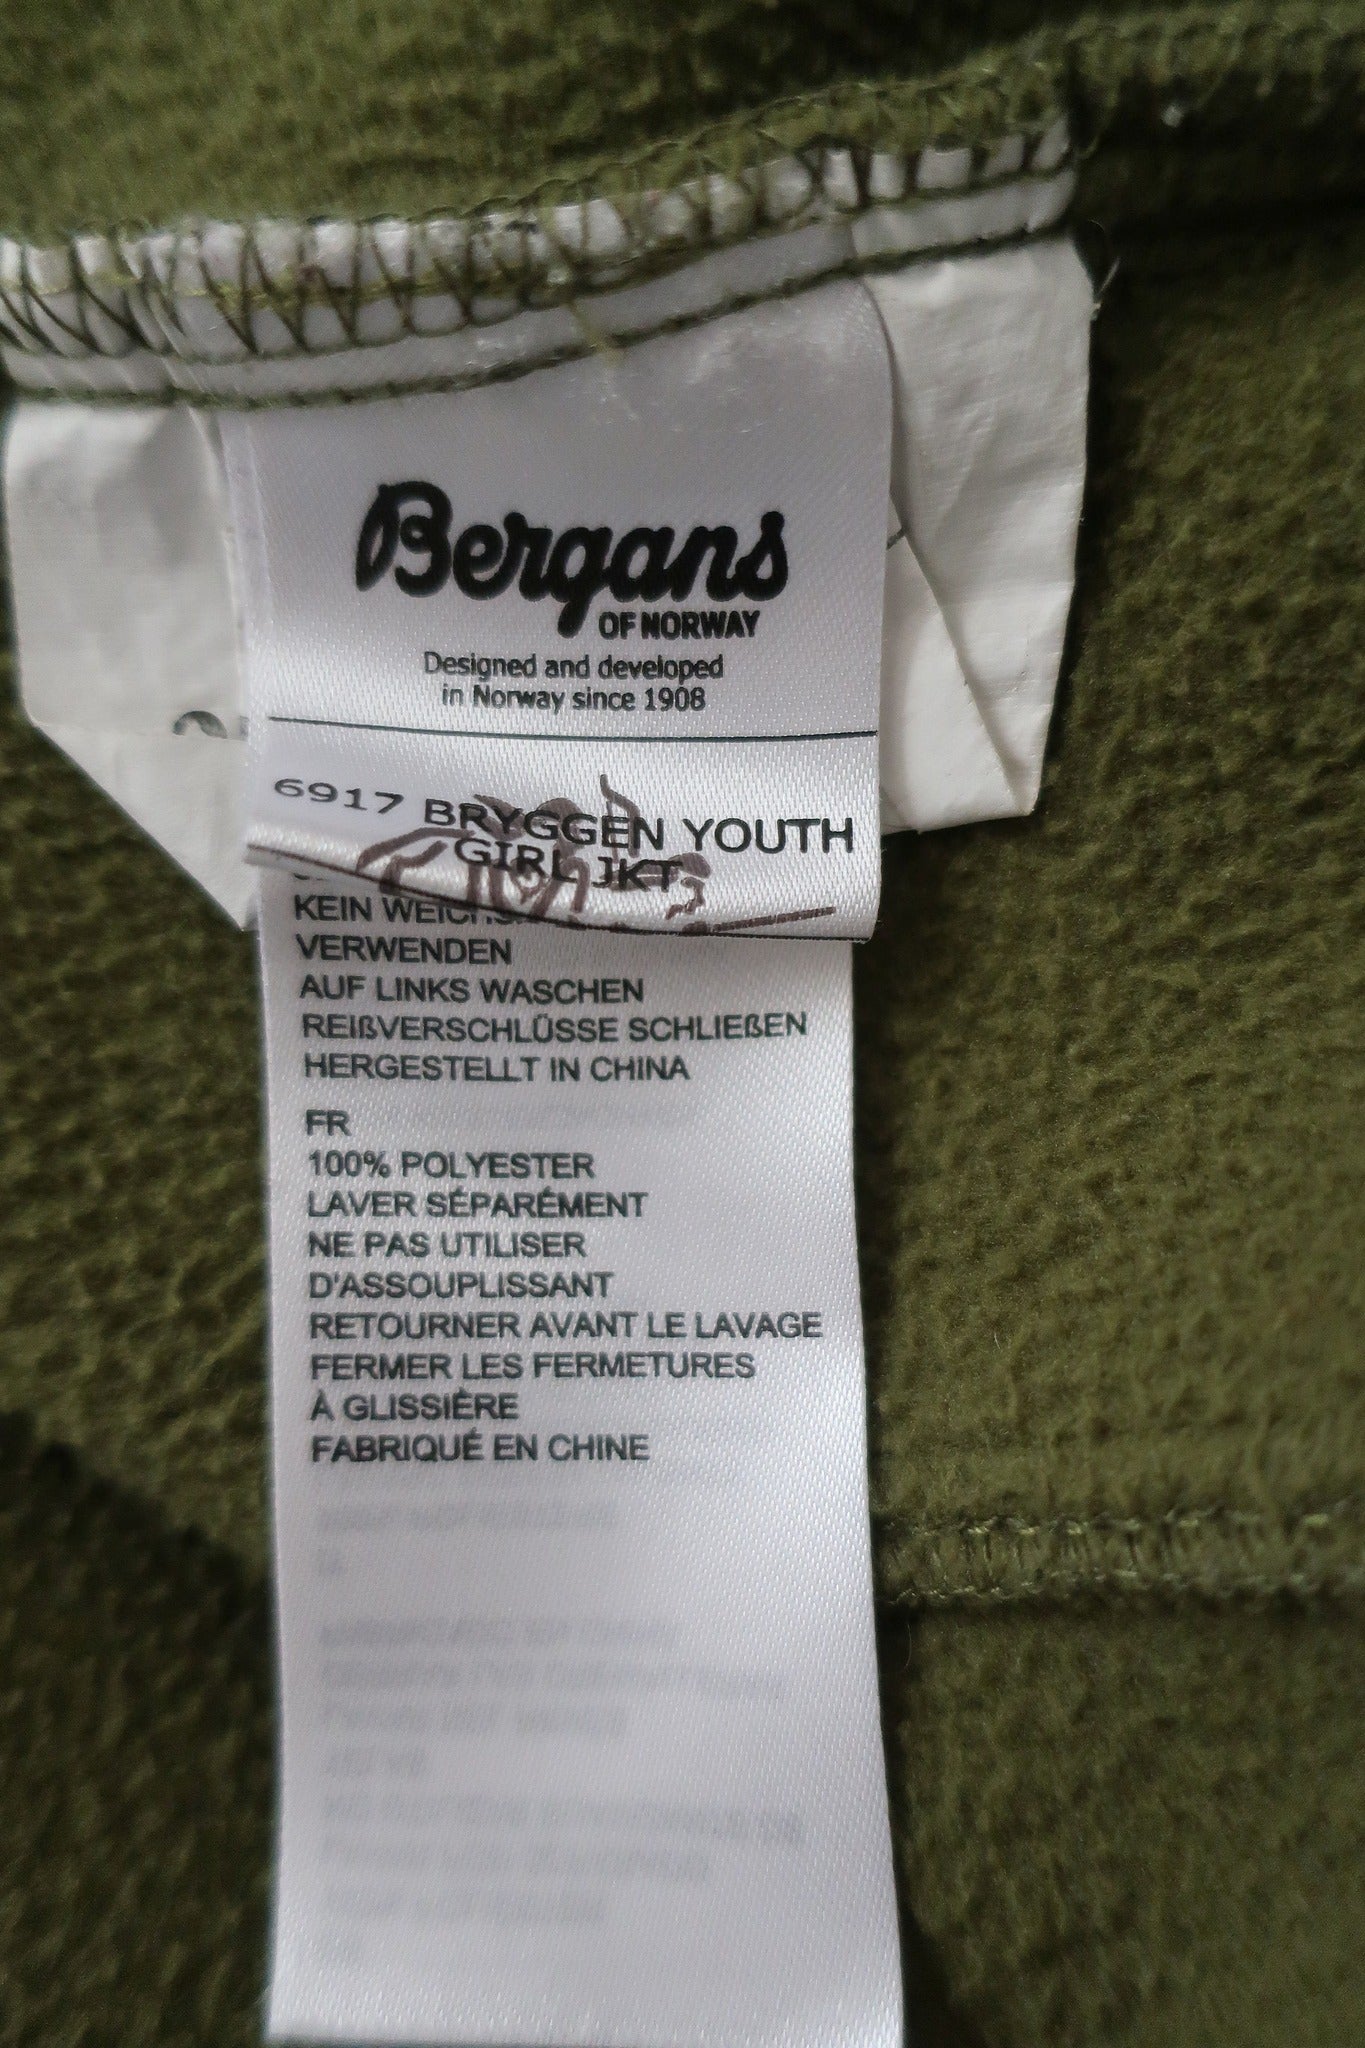 Bergans
OF NORWAY
Designed and developed
in Norway since 1908
6917 BRYGGEN YOUTH
GIRL JKT
KEIN
VERWENDEN
AUF LINKS WASCHEN
REIßVERSCHLÜSSE SCHLIEßEN
HERGESTELLT IN CHINA
FR
100% POLYESTER
LAVER SÉPARÉMENT
NE PAS UTILISER
D'ASSOUPLISSANT
RETOURNER AVANT LE LAVAGE
FERMER LES FERMETURES
À GLISSIÈRE
FABRIQUÉ EN CHINE